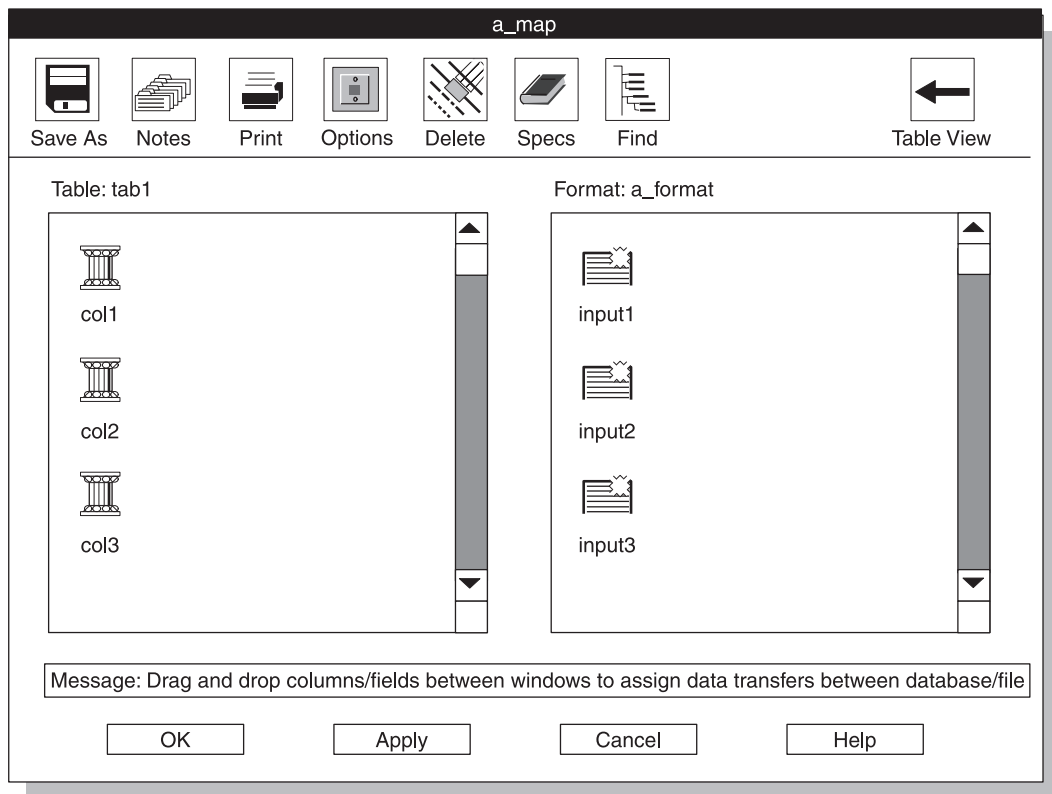 a_map
Save As Notes Print Options Delete Specs Find Table View
Table: tab1 Format: a_format
col1 input1
col2 input2
col3 input3
Message: Drag and drop columns/fields between windows to assign data transfers between database/file
OK Apply Cancel Help